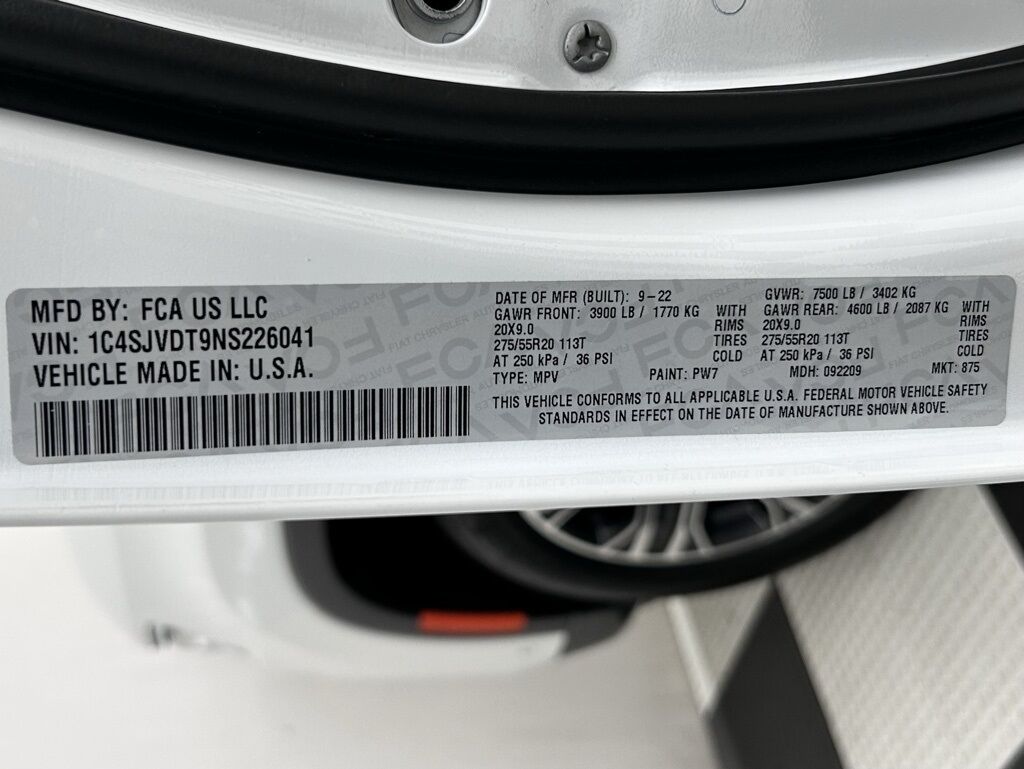 MFD BY: FCA US LLC
VIN: 1C4SJVDT9NS226041
VEHICLE MADE IN: U.S.A.
DATE OF MFR (BUILT): 9-22
GAWR FRONT: 3900 LB / 1770 KG WITH
20X9.0 RIMS
275/55R20 113T TIRES
AT 250 kPa / 36 PSI COLD
TYPE: MPV PAINT: PW7
GVWR: 7500 LB / 3402 KG
GAWR REAR: 4600 LB / 2087 KG WITH
20X9.0 RIMS
275/55R20 113T TIRES
AT 250 kPa / 36 PSI COLD
MDH: 092209 MKT: 875
THIS VEHICLE CONFORMS TO ALL APPLICABLE U.S.A. FEDERAL MOTOR VEHICLE SAFETY
STANDARDS IN EFFECT ON THE DATE OF MANUFACTURE SHOWN ABOVE.